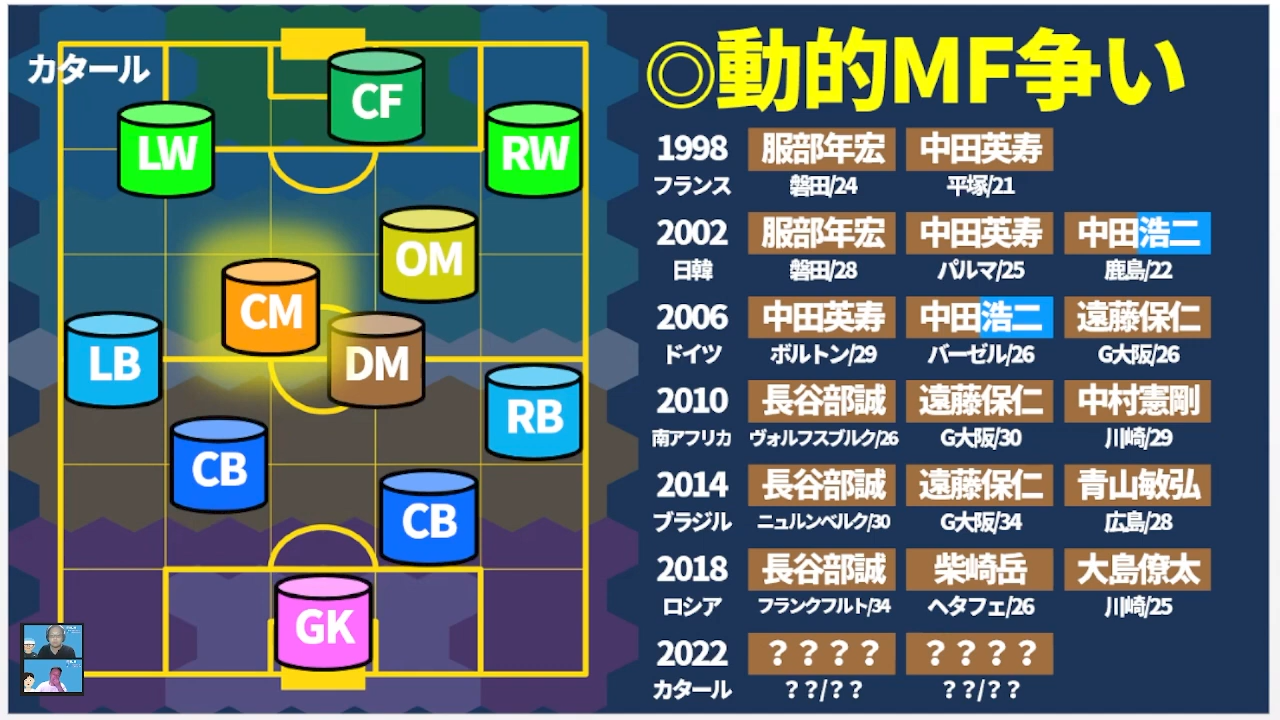 カタール
CF
LW
RW
OM
CM
LB
DM
RB
CB
CB
GK
◎動的MF争い
1998 服部年宏 中田英寿
フランス 磐田/24 平塚/21
2002 服部年宏 中田英寿 中田浩二
日韓 磐田/28 パルマ/25 鹿島/22
2006 中田英寿 中田浩二 遠藤保仁
ドイツ ボルトン/29 バーゼル/26 G大阪/26
2010 長谷部誠 遠藤保仁 中村憲剛
南アフリカ ヴォルフスブルク/26 G大阪/30 川崎/29
2014 長谷部誠 遠藤保仁 青山敏弘
ブラジル ニュルンベルク/30 G大阪/34 広島/28
2018 長谷部誠 柴崎岳 大島僚太
ロシア フランクフルト/34 ヘタフェ/26 川崎/25
2022 ???? ????
カタール ??/?? ??/??